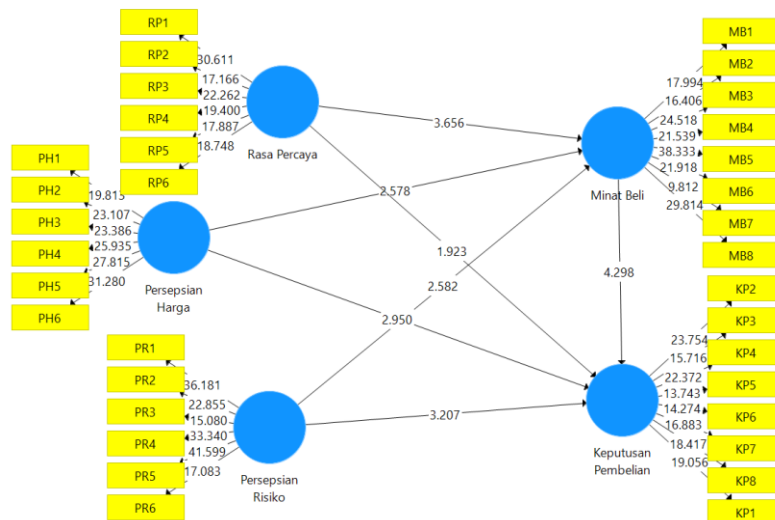 RP1
RP2
RP3
RP4
RP5
RP6
30.611
17.166
22.262
19.400
17.887
18.748
Rasa Percaya
PH1
PH2
PH3
PH4
PH5
PH6
19.813
23.107
23.386
25.935
27.815
31.280
Persepsian
Harga
PR1
PR2
PR3
PR4
PR5
PR6
36.181
22.855
15.080
33.340
41.599
17.083
Persepsian
Risiko
3.656
2.578
1.923
2.582
2.950
3.207
4.298
Minat Beli
17.994
16.406
24.518
21.539
38.333
21.918
9.812
29.814
MB1
MB2
MB3
MB4
MB5
MB6
MB7
MB8
Keputusan
Pembelian
23.754
15.716
22.372
13.743
14.274
16.883
18.417
19.056
KP2
KP3
KP4
KP5
KP6
KP7
KP8
KP1